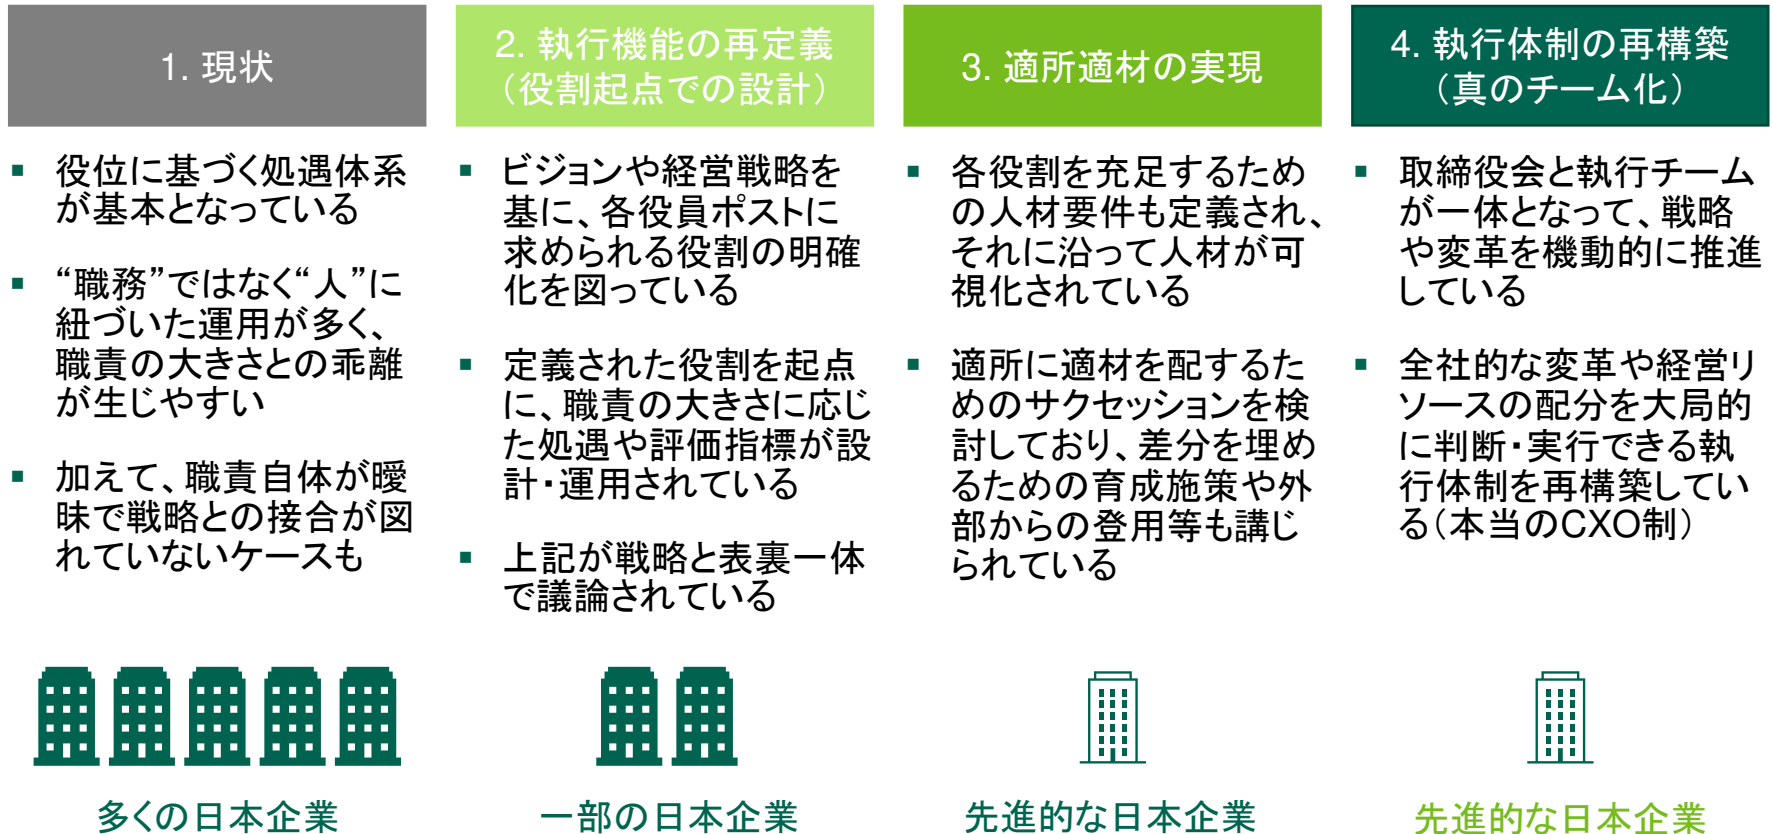 1. 現状
役位に基づく処遇体系
が基本となっている
“職務”ではなく“人”に
紐づいた運用が多く、
職責の大きさとの乖離
が生じやすい
加えて、職責自体が曖
昧で戦略との接合が図
れていないケースも
多くの日本企業
2. 執行機能の再定義
（役割起点での設計）
ビジョンや経営戦略を
基に、各役員ポストに
求められる役割の明確
化を図っている
定義された役割を起点
に、職責の大きさに応じ
た処遇や評価指標が設
計・運用されている
上記が戦略と表裏一体
で議論されている
一部の日本企業
3. 適所適材の実現
各役割を充足するため
の人材要件も定義され、
それに沿って人材が可
視化されている
適所に適材を配するた
めのサクセッションを検
討しており、差分を埋め
るための育成施策や外
部からの登用等も講じ
られている
先進的な日本企業
4. 執行体制の再構築
（真のチーム化）
取締役会と執行チーム
が一体となって、戦略
や変革を機動的に推進
している
全社的な変革や経営リ
ソースの配分を大局的
に判断・実行できる執
行体制を再構築してい
る（本当のCXO制）
先進的な日本企業